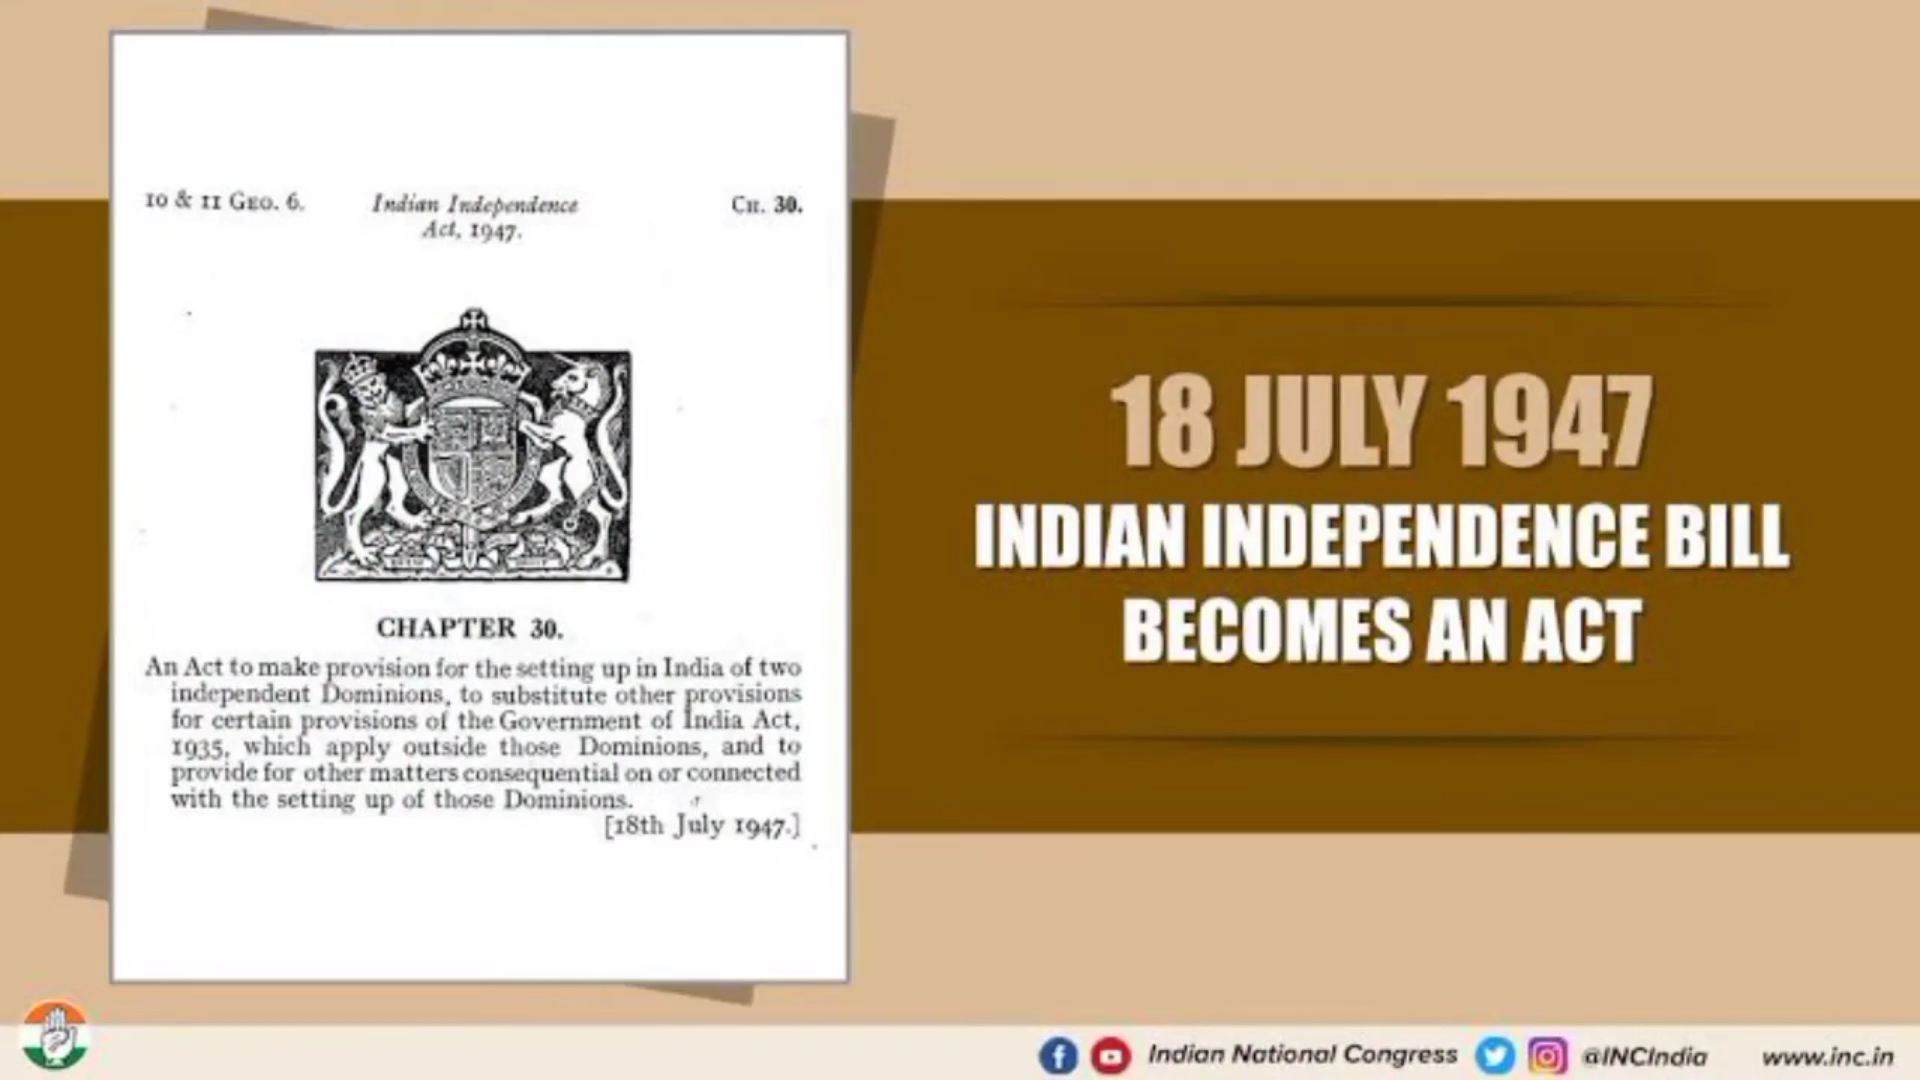 10 & 11 GEO. 6.
Indian Independence
Act, 1947.
CH. 30.
CHAPTER 30.
An Act to make provision for the setting up in India of two
independent Dominions, to substitute other provisions
for certain provisions of the Government of India Act,
1935, which apply outside those Dominions, and to
provide for other matters consequential on or connected
with the setting up of those Dominions.
[18th July 1947.]
18 JULY 1947
INDIAN INDEPENDENCE BILL
BECOMES AN ACT
Indian National Congress
@INCIndia
www.inc.in